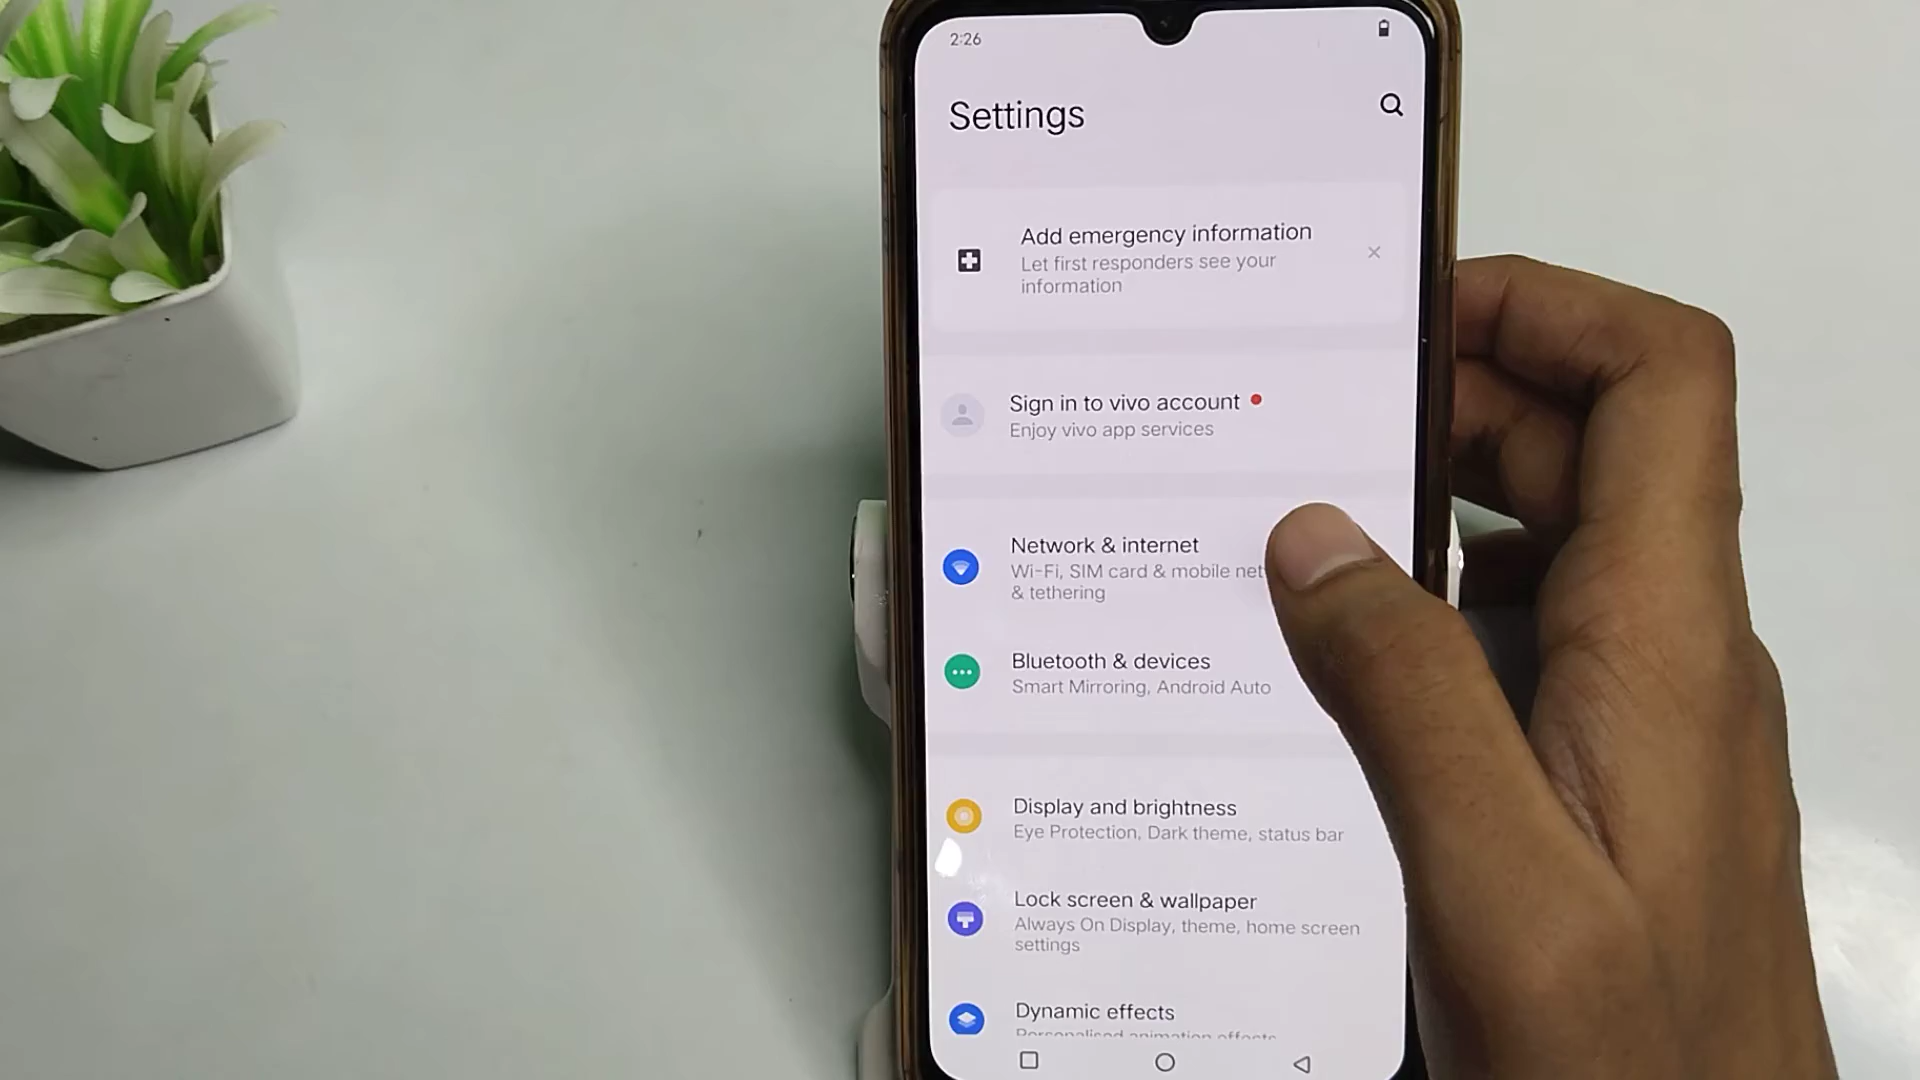 2:26
Settings
Add emergency information
Let first responders see your
information
Sign in to vivo account
Enjoy vivo app services
Network & internet
Wi-Fi, SIM card & mobile net
& tethering
Bluetooth & devices
Smart Mirroring, Android Auto
Display and brightness
Eye Protection, Dark theme, status bar
Lock screen & wallpaper
Always On Display, theme, home screen
settings
Dynamic effects
Personalised animation effects